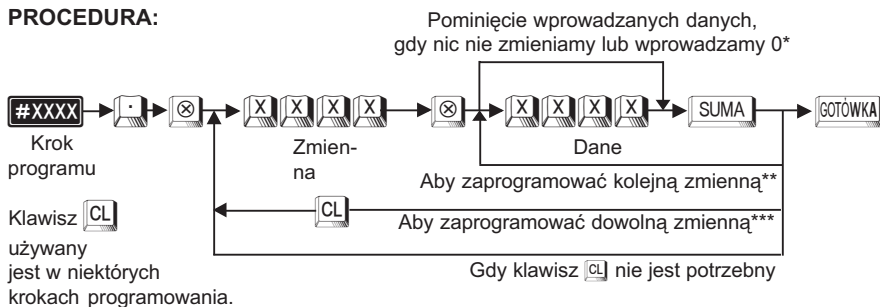 PROCEDURA:
Pominięcie wprowadzanych danych,
gdy nic nie zmieniamy lub wprowadzamy 0*
#XXXX · ⊗ X X X X ⊗ X X X X SUMA GOTÓWKA
Krok
programu
Zmien-
na
Dane
Aby zaprogramować kolejną zmienną**
Klawisz CL
używany
jest w niektórych
krokach programowania.
CL
Aby zaprogramować dowolną zmienną***
Gdy klawisz CL nie jest potrzebny